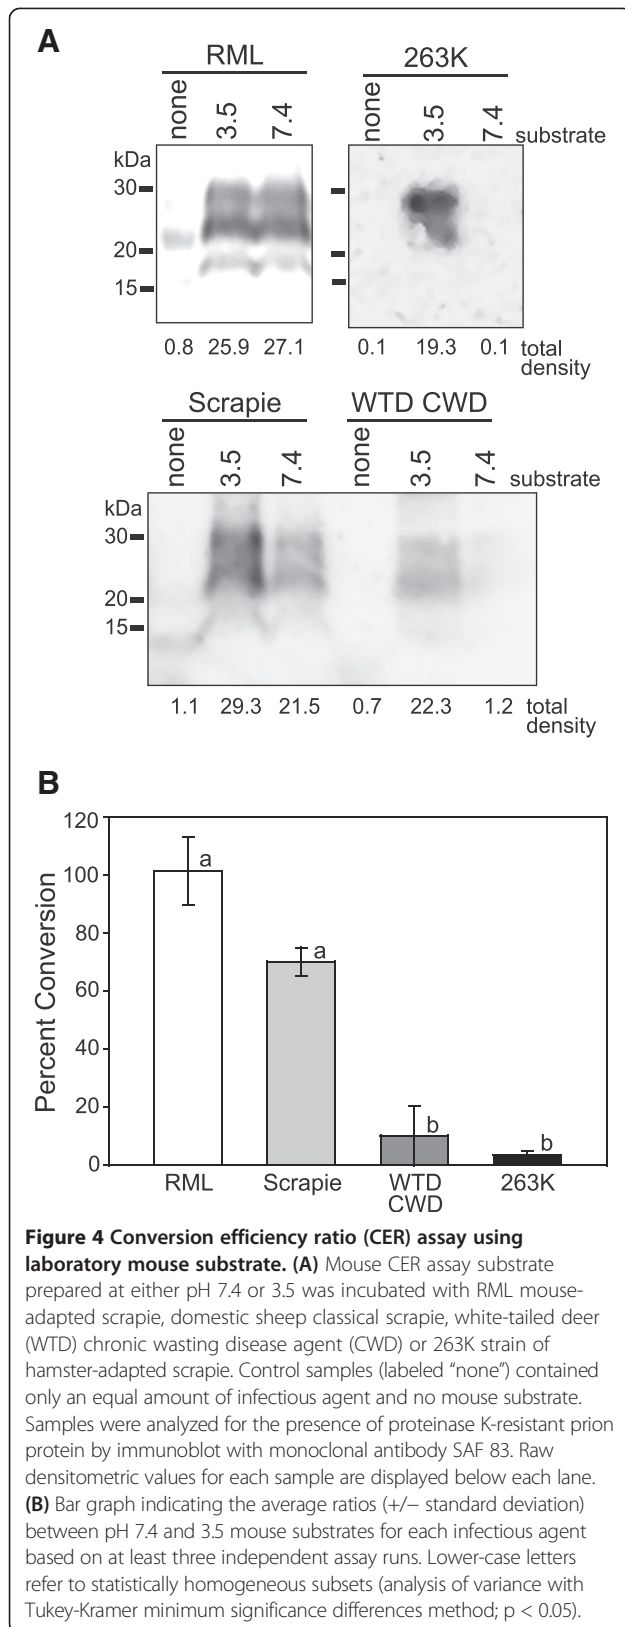 A
RML 263K
none 3.5 7.4 none 3.5 7.4 substrate
kDa
30
20
15
0.8 25.9 27.1 0.1 19.3 0.1 total
density
Scrapie WTD CWD
none 3.5 7.4 none 3.5 7.4 substrate
kDa
30
20
15
1.1 29.3 21.5 0.7 22.3 1.2 total
density
B
Percent Conversion
120
100
80
60
40
20
0
a
a
b
b
RML Scrapie WTD 263K
CWD
Figure 4 Conversion efficiency ratio (CER) assay using
laboratory mouse substrate. (A) Mouse CER assay substrate
prepared at either pH 7.4 or 3.5 was incubated with RML mouse-
adapted scrapie, domestic sheep classical scrapie, white-tailed deer
(WTD) chronic wasting disease agent (CWD) or 263K strain of
hamster-adapted scrapie. Control samples (labeled “none”) contained
only an equal amount of infectious agent and no mouse substrate.
Samples were analyzed for the presence of proteinase K-resistant prion
protein by immunoblot with monoclonal antibody SAF 83. Raw
densitometric values for each sample are displayed below each lane.
(B) Bar graph indicating the average ratios (+/− standard deviation)
between pH 7.4 and 3.5 mouse substrates for each infectious agent
based on at least three independent assay runs. Lower-case letters
refer to statistically homogeneous subsets (analysis of variance with
Tukey-Kramer minimum significance differences method; p < 0.05).